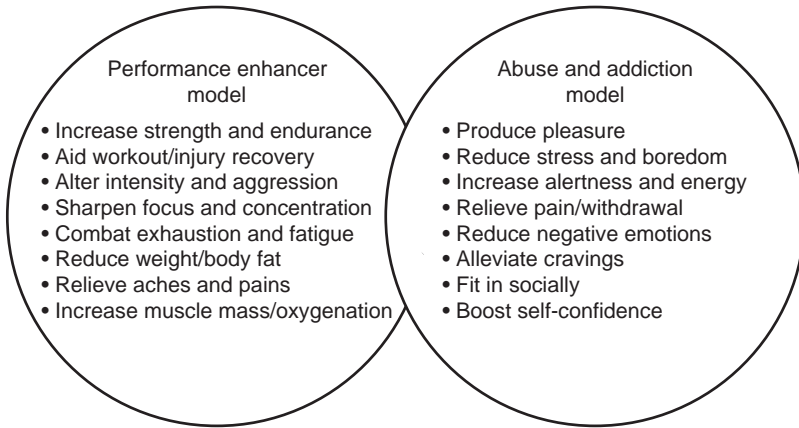 Performance enhancer
model
• Increase strength and endurance
• Aid workout/injury recovery
• Alter intensity and aggression
• Sharpen focus and concentration
• Combat exhaustion and fatigue
• Reduce weight/body fat
• Relieve aches and pains
• Increase muscle mass/oxygenation
Abuse and addiction
model
• Produce pleasure
• Reduce stress and boredom
• Increase alertness and energy
• Relieve pain/withdrawal
• Reduce negative emotions
• Alleviate cravings
• Fit in socially
• Boost self-confidence